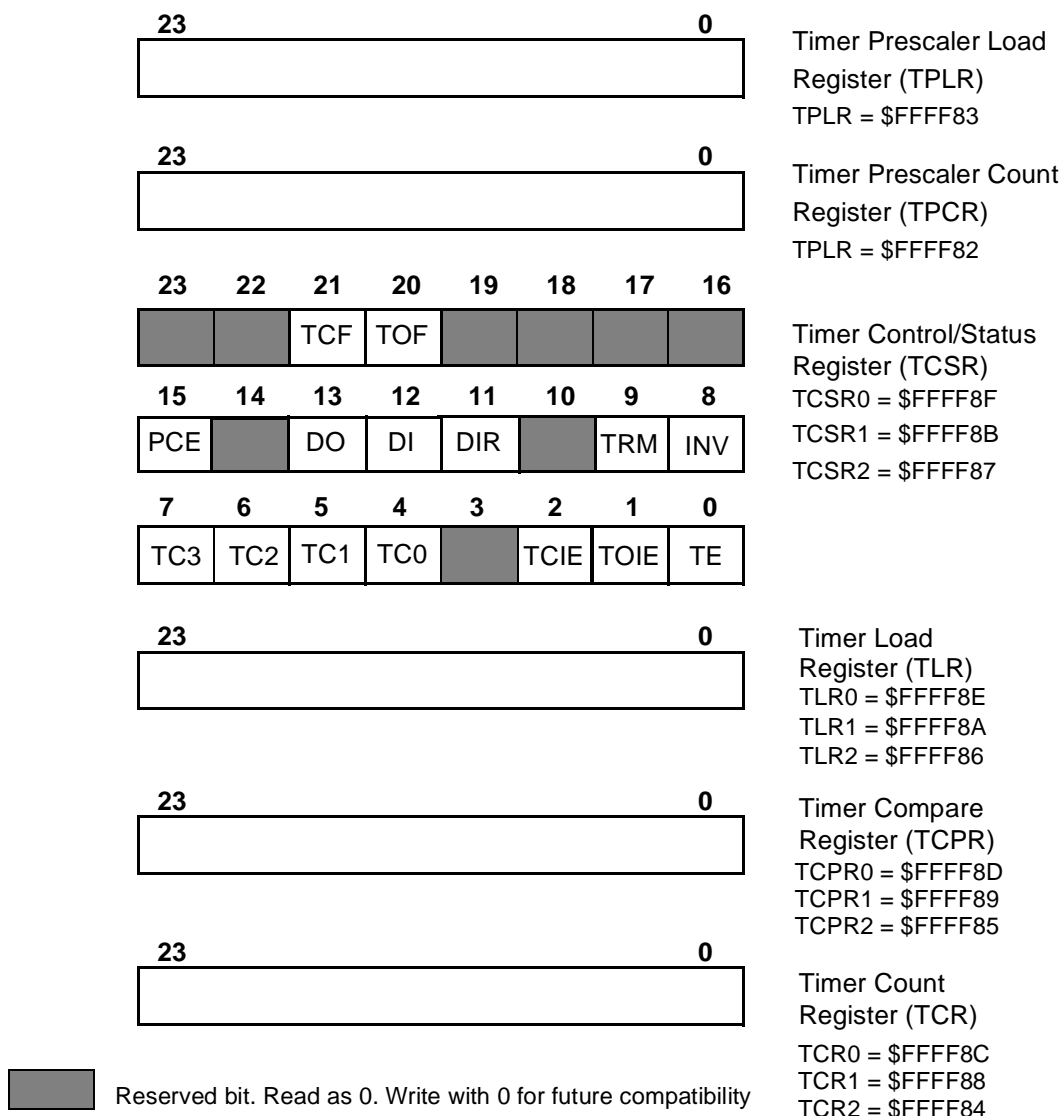 23 0
Timer Prescaler Load
Register (TPLR)
TPLR = $FFFF83
23 0
Timer Prescaler Count
Register (TPCR)
TPLR = $FFFF82
23 22 21 20 19 18 17 16
TCF TOF
Timer Control/Status
Register (TCSR)
TCSR0 = $FFFF8F
TCSR1 = $FFFF8B
TCSR2 = $FFFF87
15 14 13 12 11 10 9 8
PCE DO DI DIR TRM INV
7 6 5 4 3 2 1 0
TC3 TC2 TC1 TC0 TCIE TOIE TE
23 0
Timer Load
Register (TLR)
TLR0 = $FFFF8E
TLR1 = $FFFF8A
TLR2 = $FFFF86
23 0
Timer Compare
Register (TCPR)
TCPR0 = $FFFF8D
TCPR1 = $FFFF89
TCPR2 = $FFFF85
23 0
Timer Count
Register (TCR)
TCR0 = $FFFF8C
TCR1 = $FFFF88
TCR2 = $FFFF84
Reserved bit. Read as 0. Write with 0 for future compatibility